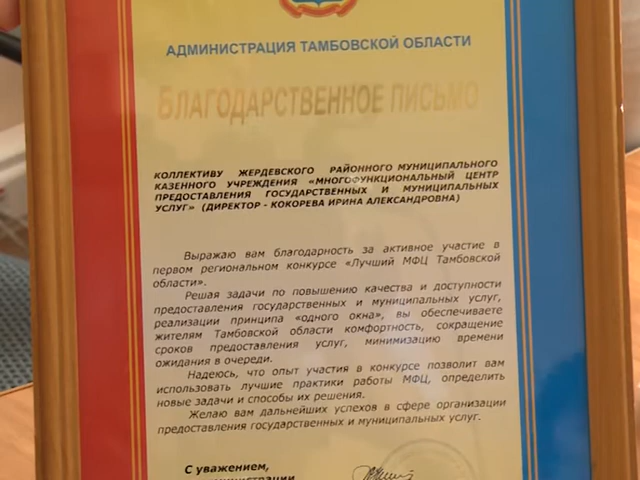 АДМИНИСТРАЦИЯ ТАМБОВСКОЙ ОБЛАСТИ
БЛАГОДАРСТВЕННОЕ ПИСЬМО
КОЛЛЕКТИВУ ЖЕРДЕВСКОГО РАЙОННОГО МУНИЦИПАЛЬНОГО
КАЗЕННОГО УЧРЕЖДЕНИЯ «МНОГОФУНКЦИОНАЛЬНЫЙ ЦЕНТР
ПРЕДОСТАВЛЕНИЯ ГОСУДАРСТВЕННЫХ И МУНИЦИПАЛЬНЫХ
УСЛУГ» (ДИРЕКТОР - КОКОРЕВА ИРИНА АЛЕКСАНДРОВНА)
Выражаю вам благодарность за активное участие в
первом региональном конкурсе «Лучший МФЦ Тамбовской
области».
Решая задачи по повышению качества и доступности
предоставления государственных и муниципальных услуг,
реализации принципа «одного окна», вы обеспечиваете
жителям Тамбовской области комфортность, сокращение
сроков предоставления услуг, минимизацию времени
ожидания в очереди.
Надеюсь, что опыт участия в конкурсе позволит вам
использовать лучшие практики работы МФЦ, определить
новые задачи и способы их решения.
Желаю вам дальнейших успехов в сфере организации
предоставления государственных и муниципальных услуг.
С уважением,